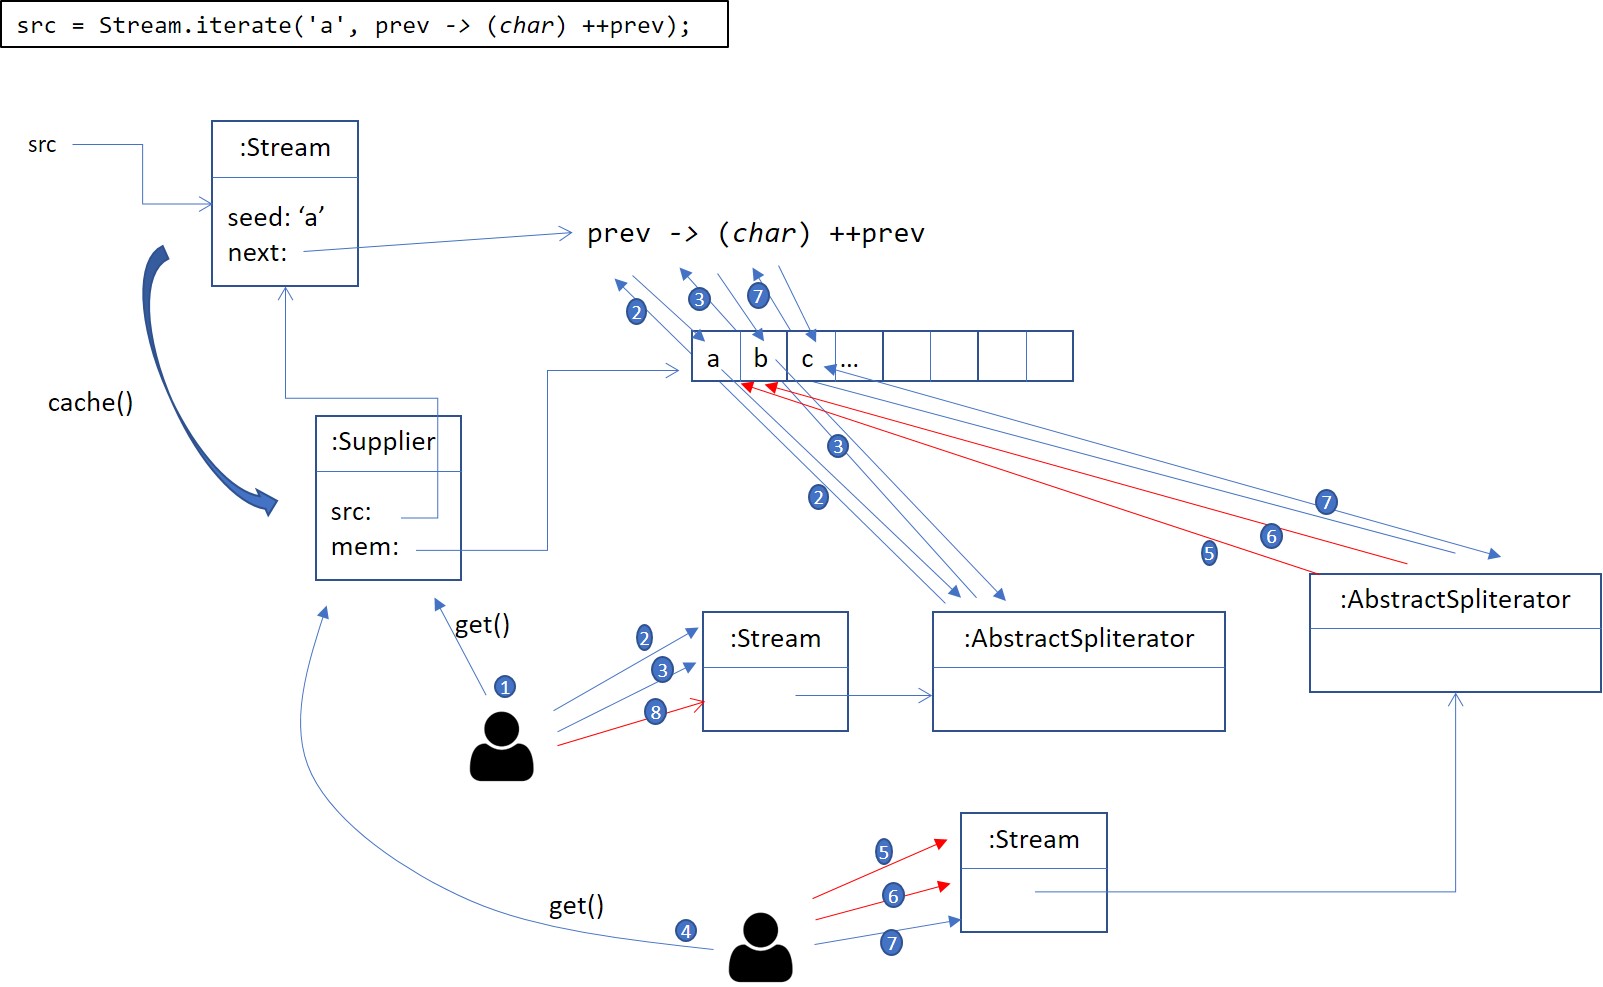 src = Stream.iterate('a', prev -> (char) ++prev);
src
:Stream
seed: ‘a’
next:
prev -> (char) ++prev
2
3
7
a b c ...
cache()
:Supplier
src:
mem:
3
2
7
6
5
:AbstractSpliterator
get()
1
2
3
8
:Stream
:AbstractSpliterator
get()
4
5
6
7
:Stream